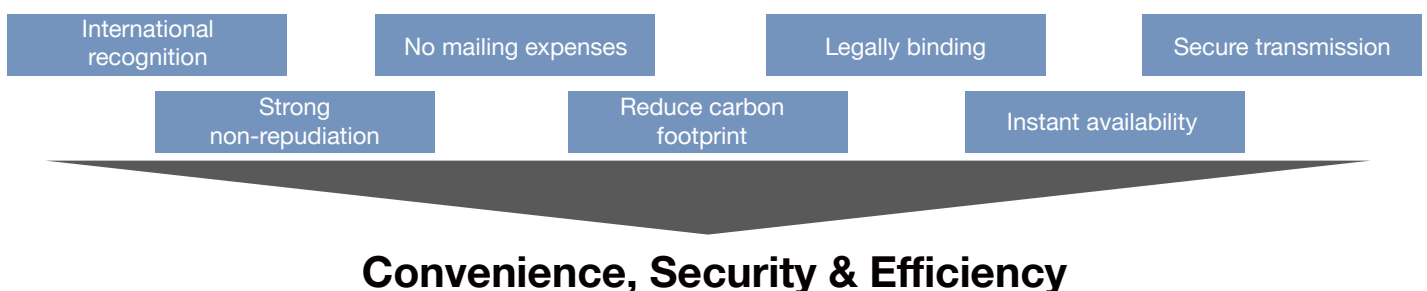 International
recognition
No mailing expenses
Legally binding
Secure transmission
Strong
non-repudiation
Reduce carbon
footprint
Instant availability
Convenience, Security & Efficiency